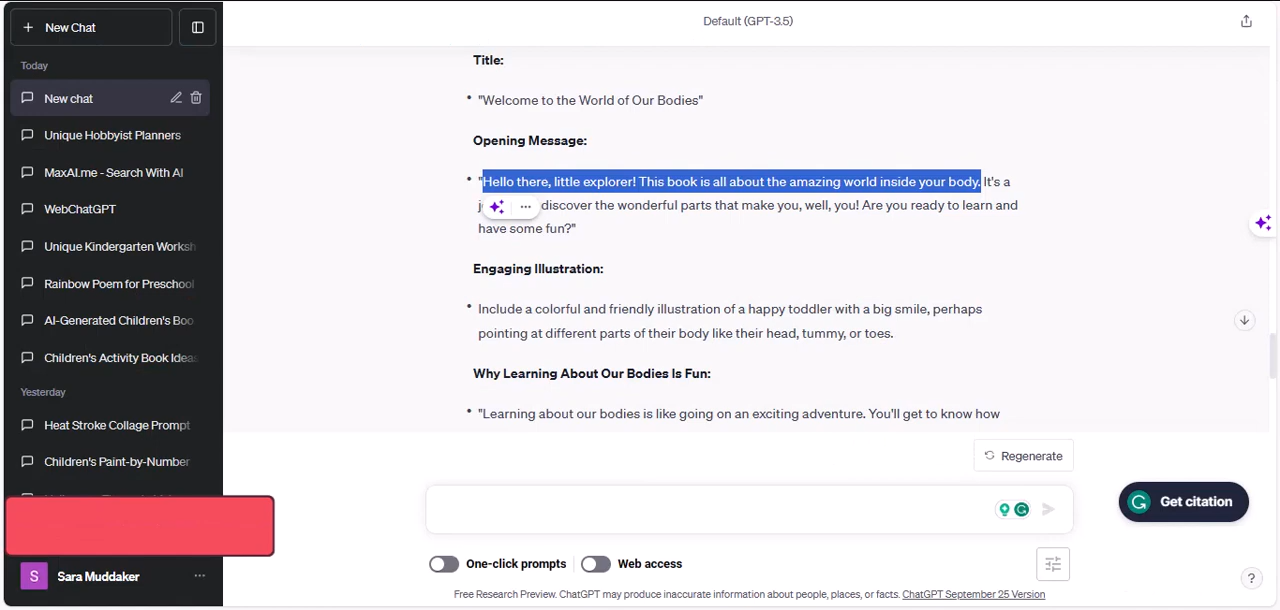 New Chat
Default (GPT-3.5)
Today
New chat
Unique Hobbyist Planners
MaxAI.me - Search With AI
WebChatGPT
Unique Kindergarten Worksh
Rainbow Poem for Preschool
AI-Generated Children's Boo
Children's Activity Book Ideas
Yesterday
Heat Stroke Collage Prompt
Children's Paint-by-Number
S Sara Muddaker
Title:
• "Welcome to the World of Our Bodies"
Opening Message:
• "Hello there, little explorer! This book is all about the amazing world inside your body. It's a
discover the wonderful parts that make you, well, you! Are you ready to learn and
have some fun?"
Engaging Illustration:
• Include a colorful and friendly illustration of a happy toddler with a big smile, perhaps
pointing at different parts of their body like their head, tummy, or toes.
Why Learning About Our Bodies Is Fun:
• "Learning about our bodies is like going on an exciting adventure. You'll get to know how
Regenerate
Get citation
One-click prompts
Web access
Free Research Preview. ChatGPT may produce inaccurate information about people, places, or facts. ChatGPT September 25 Version
?